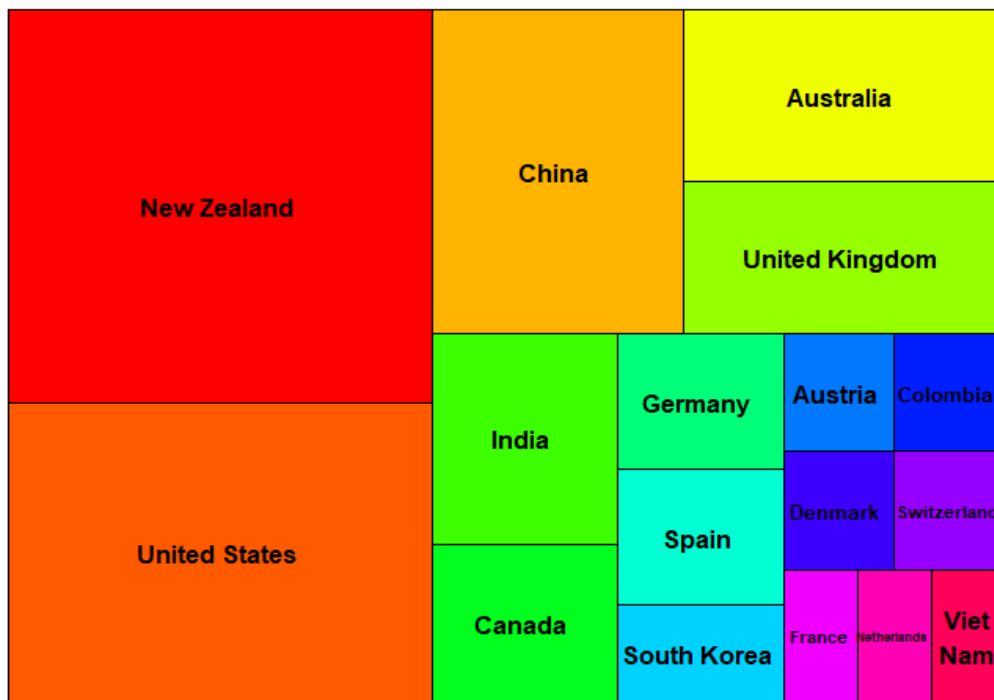 New Zealand
United States
China
Australia
United Kingdom
India
Canada
Germany
Spain
South Korea
Austria
Colombia
Denmark
Switzerland
France
Netherlands
Viet
Nam